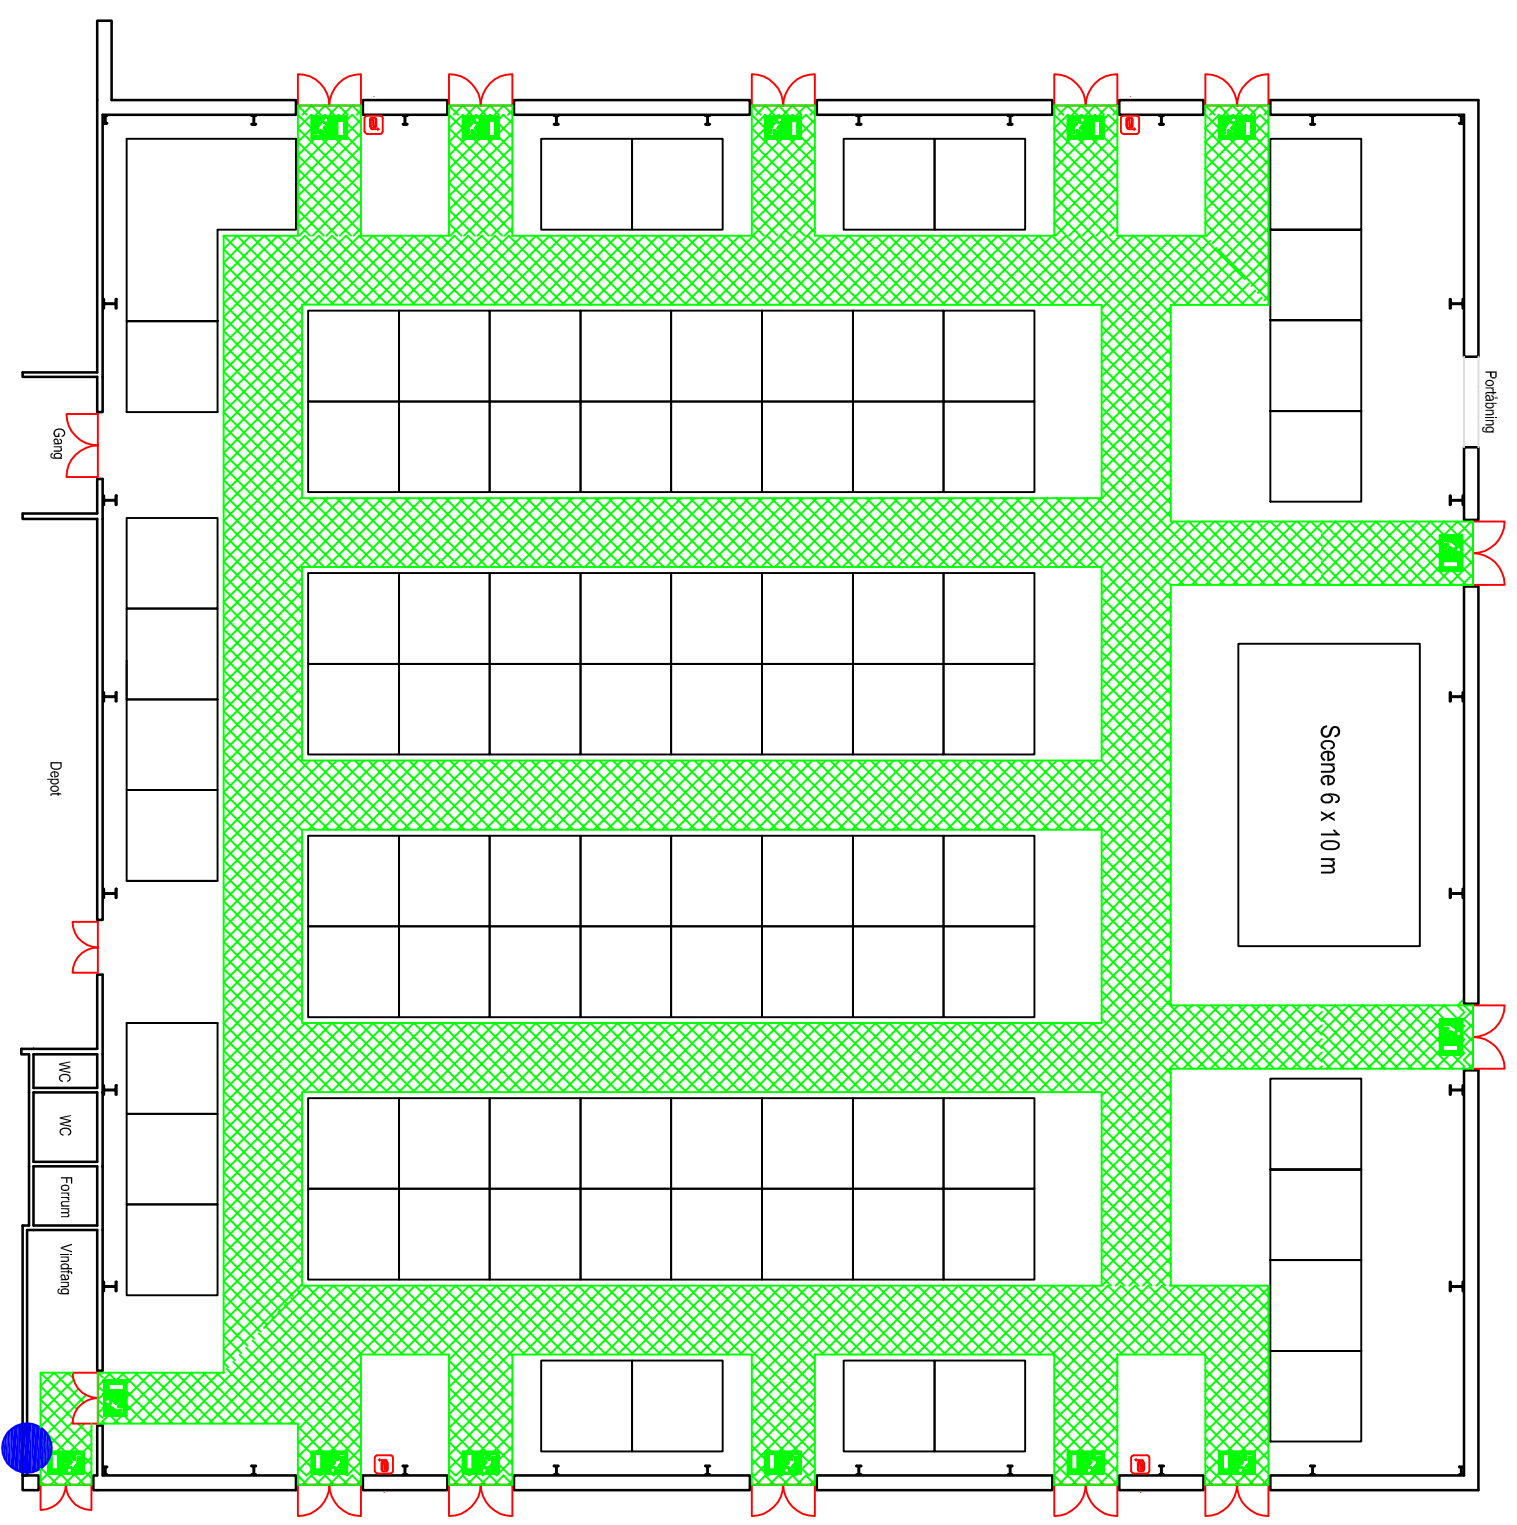 Portåbning
Gang
Scene 6 x 10 m
Depot
WC
WC
Forrum
Vindfang